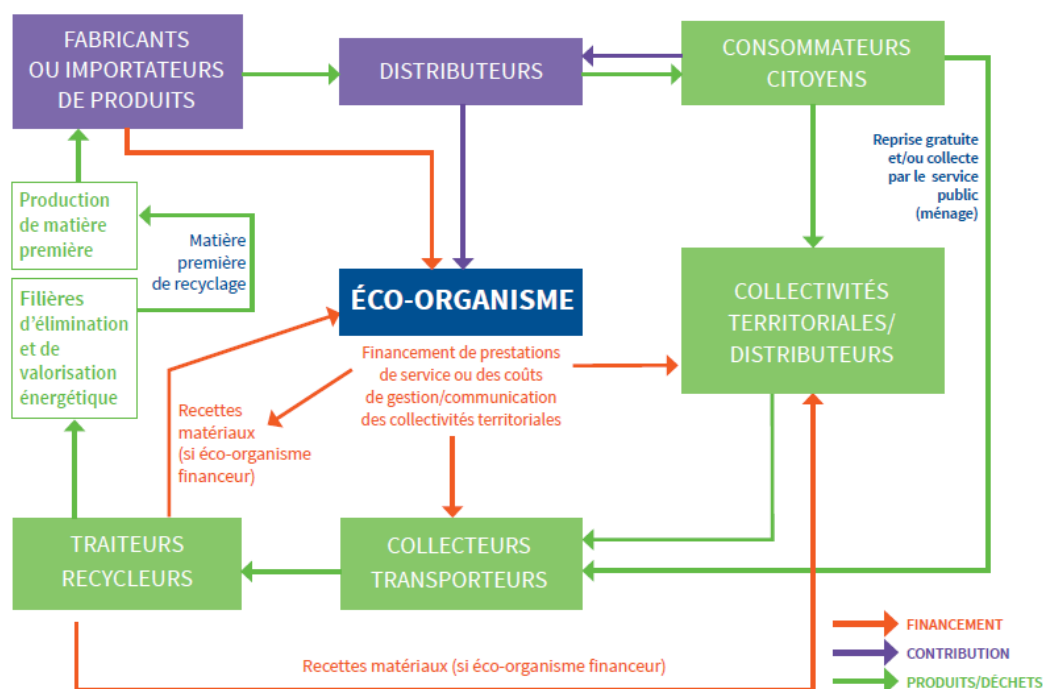 FABRICANTS
OU IMPORTATEURS
DE PRODUITS
DISTRIBUTEURS
CONSOMMATEURS
CITOYENS
Reprise gratuite
et/ou collecte
par le service
public
(ménage)
Production
de matière
première
Matière
première
de recyclage
Filières
d'élimination
et de
valorisation
énergétique
ÉCO-ORGANISME
COLLECTIVITÉS
TERRITORIALES/
DISTRIBUTEURS
Financement de prestations
de service ou des coûts
de gestion/communication
des collectivités territoriales
Recettes
matériaux
(si éco-organisme
financeur)
TRAITEURS
RECYCLEURS
COLLECTEURS
TRANSPORTEURS
Recettes matériaux (si éco-organisme financeur)
FINANCEMENT
CONTRIBUTION
PRODUITS/DÉCHETS